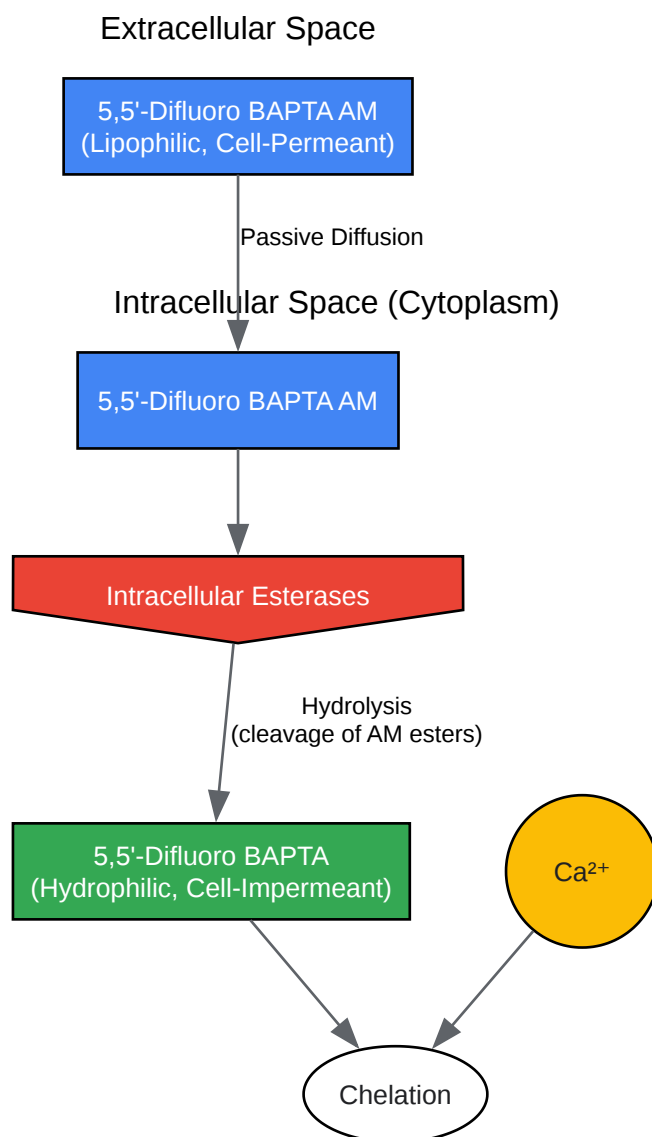 Extracellular Space
5,5'-Difluoro BAPTA AM
(Lipophilic, Cell-Permeant)
Passive Diffusion
Intracellular Space (Cytoplasm)
5,5'-Difluoro BAPTA AM
Intracellular Esterases
Hydrolysis
(cleavage of AM esters)
5,5'-Difluoro BAPTA
(Hydrophilic, Cell-Impermeant)
Ca²⁺
Chelation